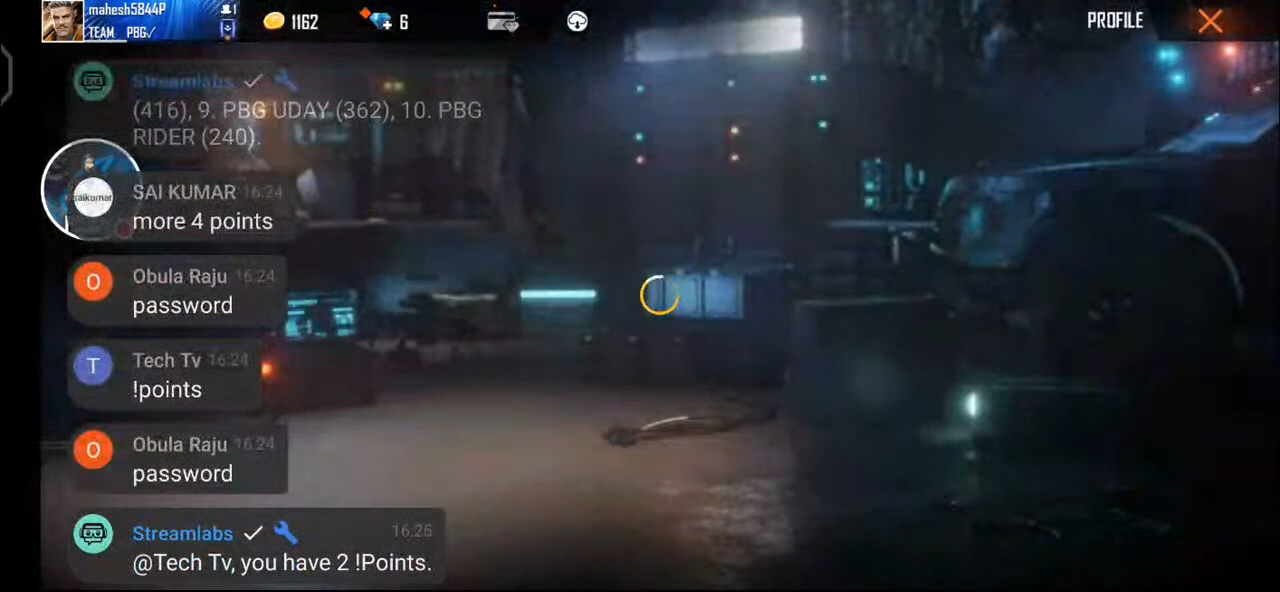 mahesh5844P
TEAM PBG✓
1
1162
6
PROFILE
Streamlabs
(416), 9. PBG UDAY (362), 10. PBG
RIDER (240).
saikumar
SAI KUMAR 16:24
more 4 points
O
Obula Raju 16:24
password
T
Tech Tv 16:24
!points
O
Obula Raju 16:24
password
Streamlabs 16:25
@Tech Tv, you have 2 !Points.